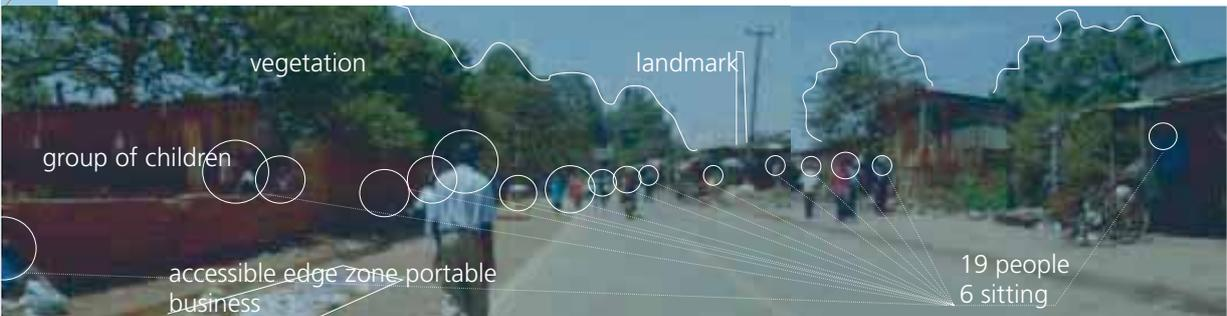 vegetation
landmark
group of children
accessible edge zone portable
business
19 people
6 sitting